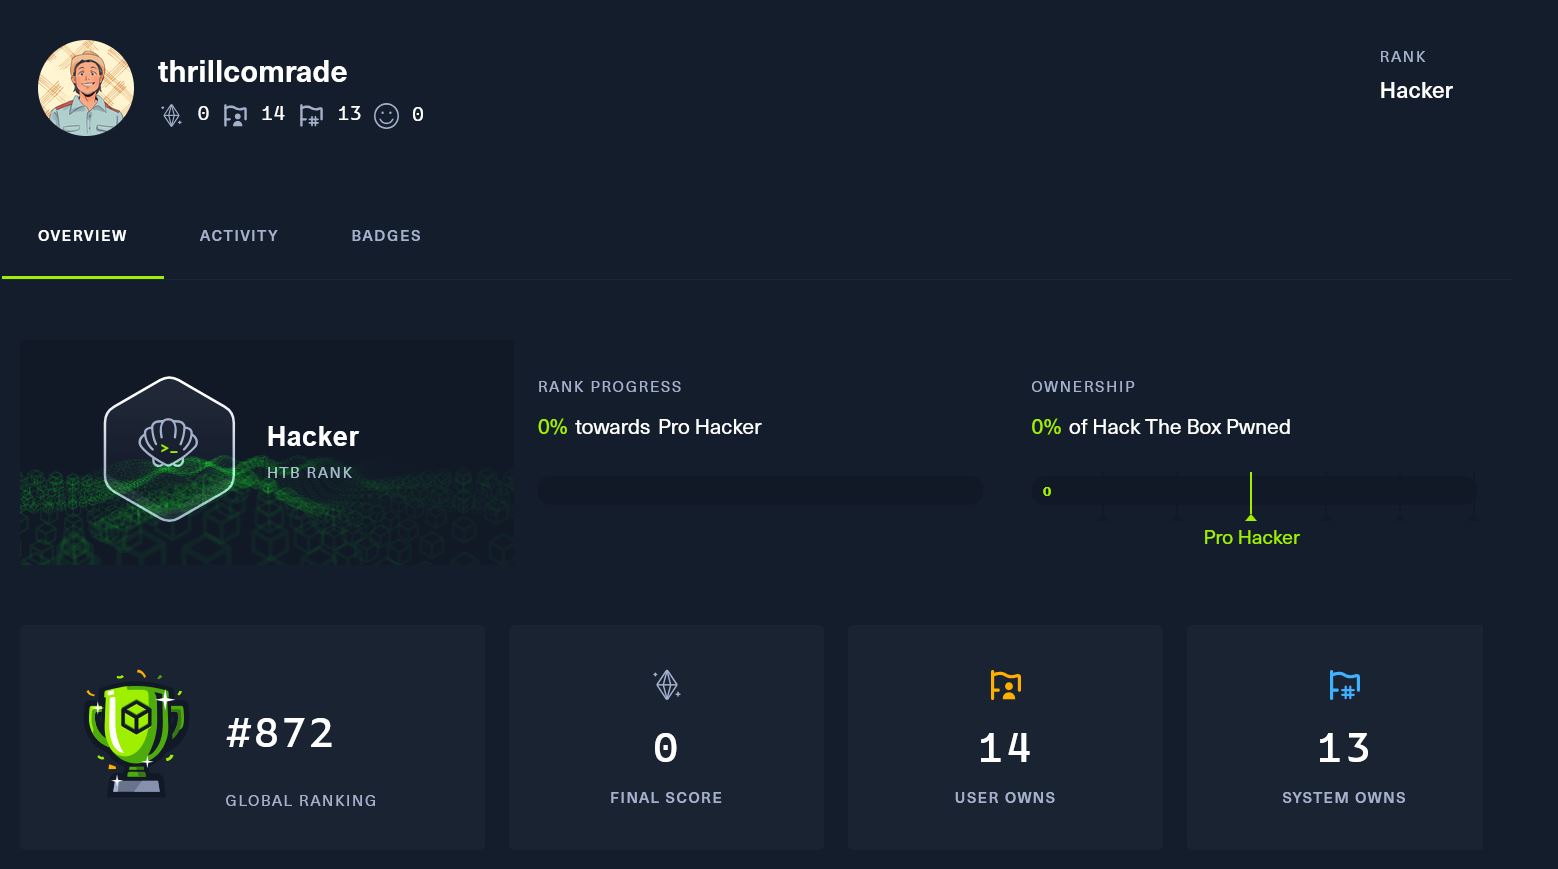 thrillcomrade
0 14 13 0
RANK
Hacker
OVERVIEW ACTIVITY BADGES
>_
Hacker
HTB RANK
RANK PROGRESS
0% towards Pro Hacker
OWNERSHIP
0% of Hack The Box Pwned
0
Pro Hacker
#872
GLOBAL RANKING
0
FINAL SCORE
14
USER OWNS
13
SYSTEM OWNS